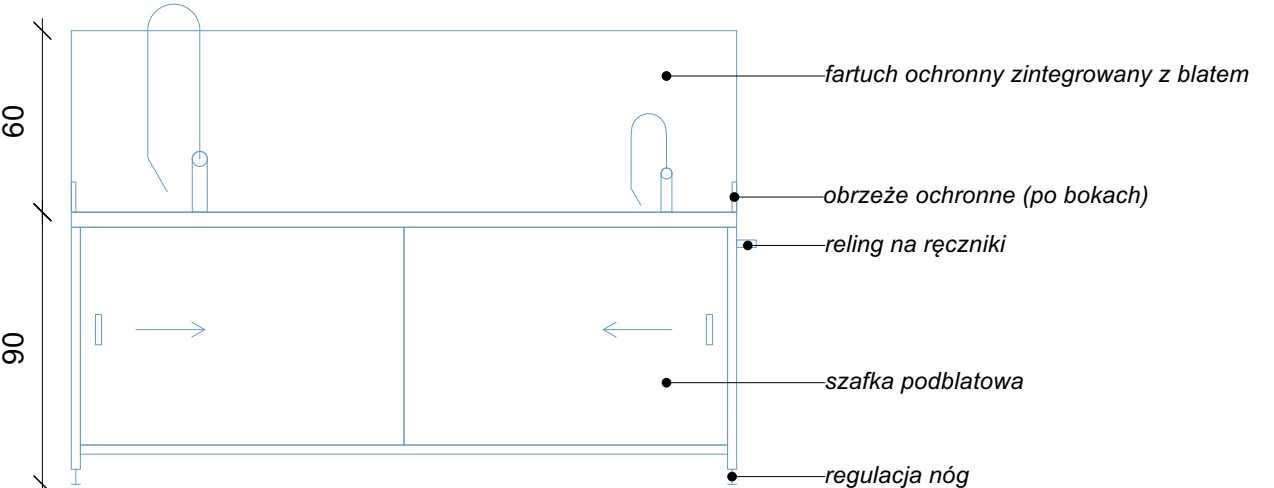 fartuch ochronny zintegrowany z blatem
60
obrzeże ochronne (po bokach)
reling na ręczniki
90
szafka podblatowa
regulacja nóg